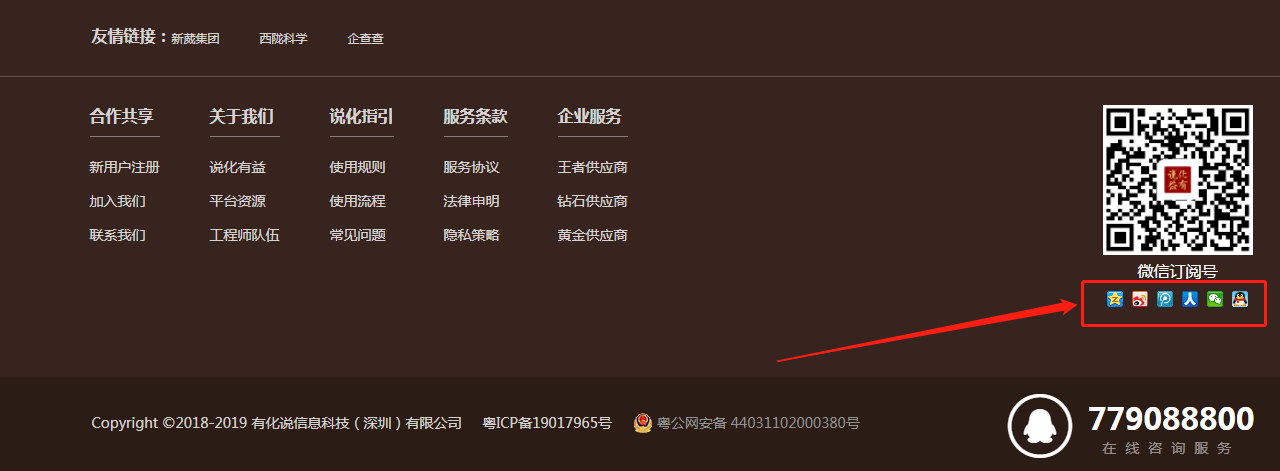 友情链接：新葳集团 西陇科学 企查查
合作共享 关于我们 说化指引 服务条款 企业服务
新用户注册 说化有益 使用规则 服务协议 王者供应商
加入我们 平台资源 使用流程 法律申明 钻石供应商
联系我们 工程师队伍 常见问题 隐私策略 黄金供应商
说化
益有
微信订阅号
Copyright ©2018-2019 有化说信息科技（深圳）有限公司 粤ICP备19017965号 粤公网安备 44031102000380号
779088800
在线咨询服务